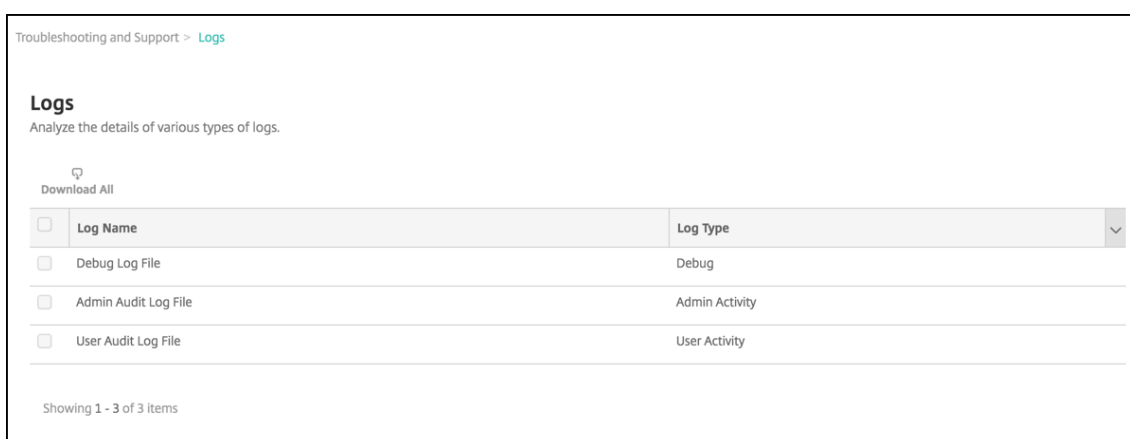 Troubleshooting and Support > Logs
Logs
Analyze the details of various types of logs.
Download All
Log Name Log Type
Debug Log File Debug
Admin Audit Log File Admin Activity
User Audit Log File User Activity
Showing 1 - 3 of 3 items